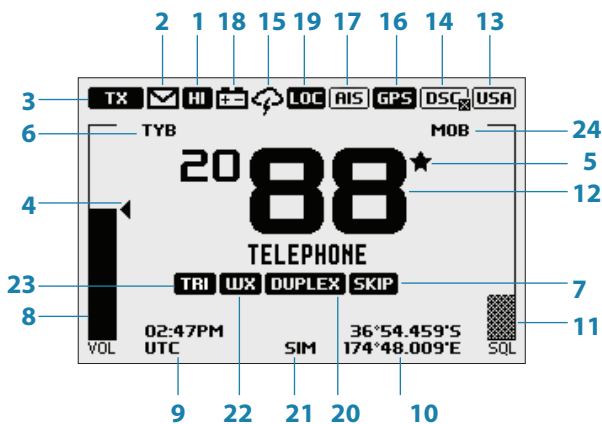 2 1 18 15 19 17 16 14 13
3 TX HI LOC AIS GPS DSC USA
6 TYB MOB 24
5
20 88 12
4
TELEPHONE
23 TRI WX DUPLEX SKIP 7
8 11
02:47PM 36°54.459'S
VOL UTC SIM 174°48.009'E SQL
9 22 21 20 10